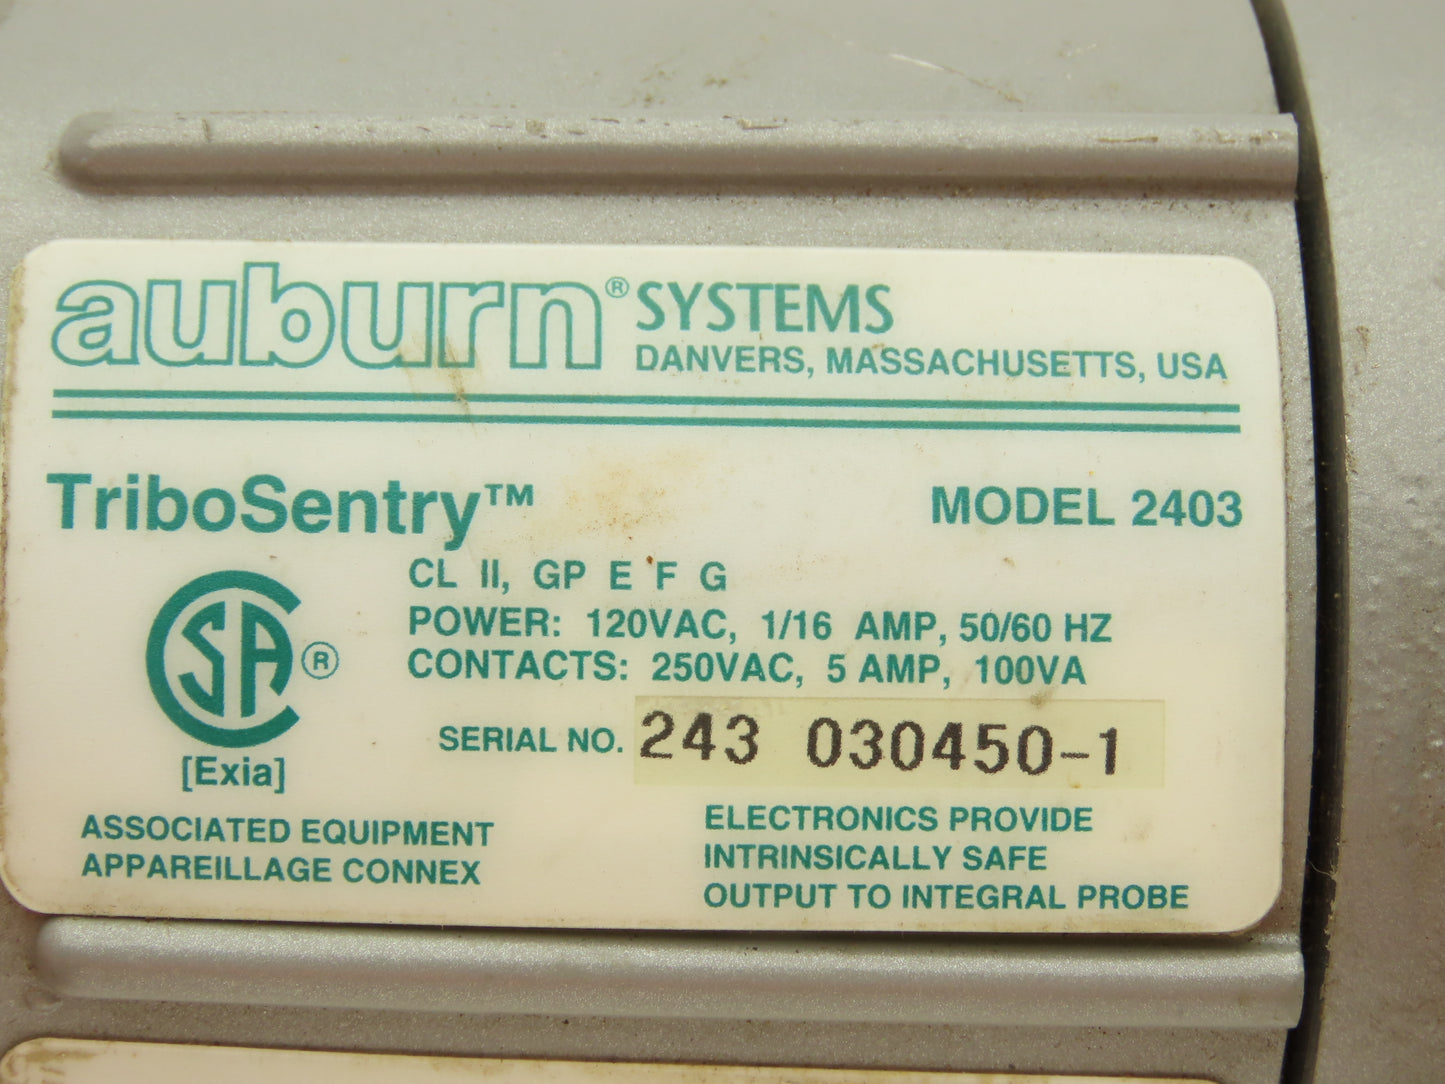 auburn® SYSTEMS
DANVERS, MASSACHUSETTS, USA
TriboSentry™ MODEL 2403
CL II, GP E F G
POWER: 120VAC, 1/16 AMP, 50/60 HZ
CONTACTS: 250VAC, 5 AMP, 100VA
SA ®
SERIAL NO. 243 030450-1
[Exia]
ASSOCIATED EQUIPMENT
APPAREILLAGE CONNEX
ELECTRONICS PROVIDE
INTRINSICALLY SAFE
OUTPUT TO INTEGRAL PROBE